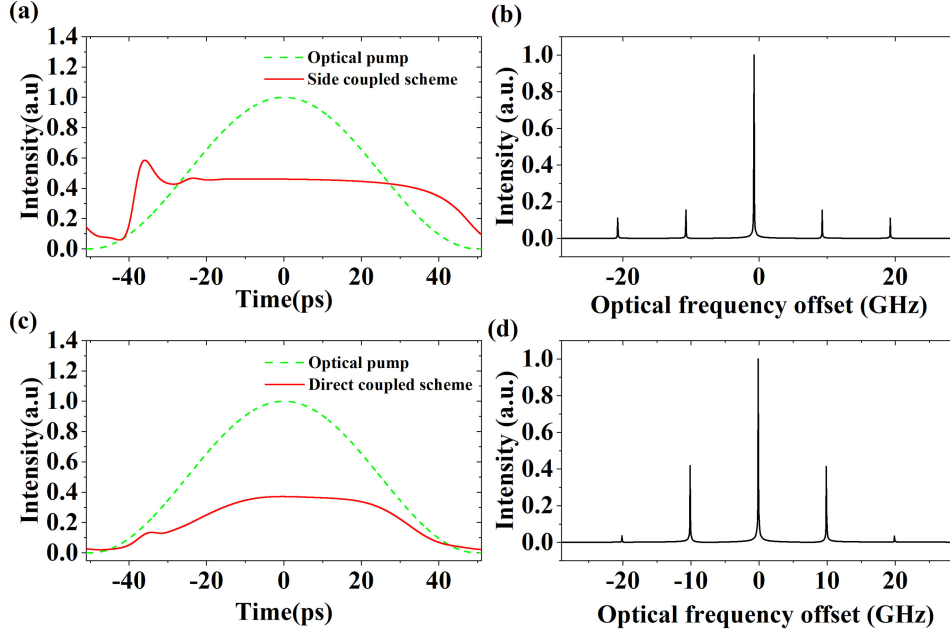 (a)
1.4
1.2
1.0
0.8
0.6
0.4
0.2
0.0
Intensity(a.u)
Optical pump
Side coupled scheme
-40 -20 0 20 40
Time(ps)
(b)
1.0
0.8
0.6
0.4
0.2
0.0
Intensity (a.u.)
-20 -10 0 10 20
Optical frequency offset (GHz)
(c)
1.4
1.2
1.0
0.8
0.6
0.4
0.2
0.0
Intensity(a.u)
Optical pump
Direct coupled scheme
-40 -20 0 20 40
Time(ps)
(d)
1.0
0.8
0.6
0.4
0.2
0.0
Intensity (a.u.)
-20 -10 0 10 20
Optical frequency offset (GHz)